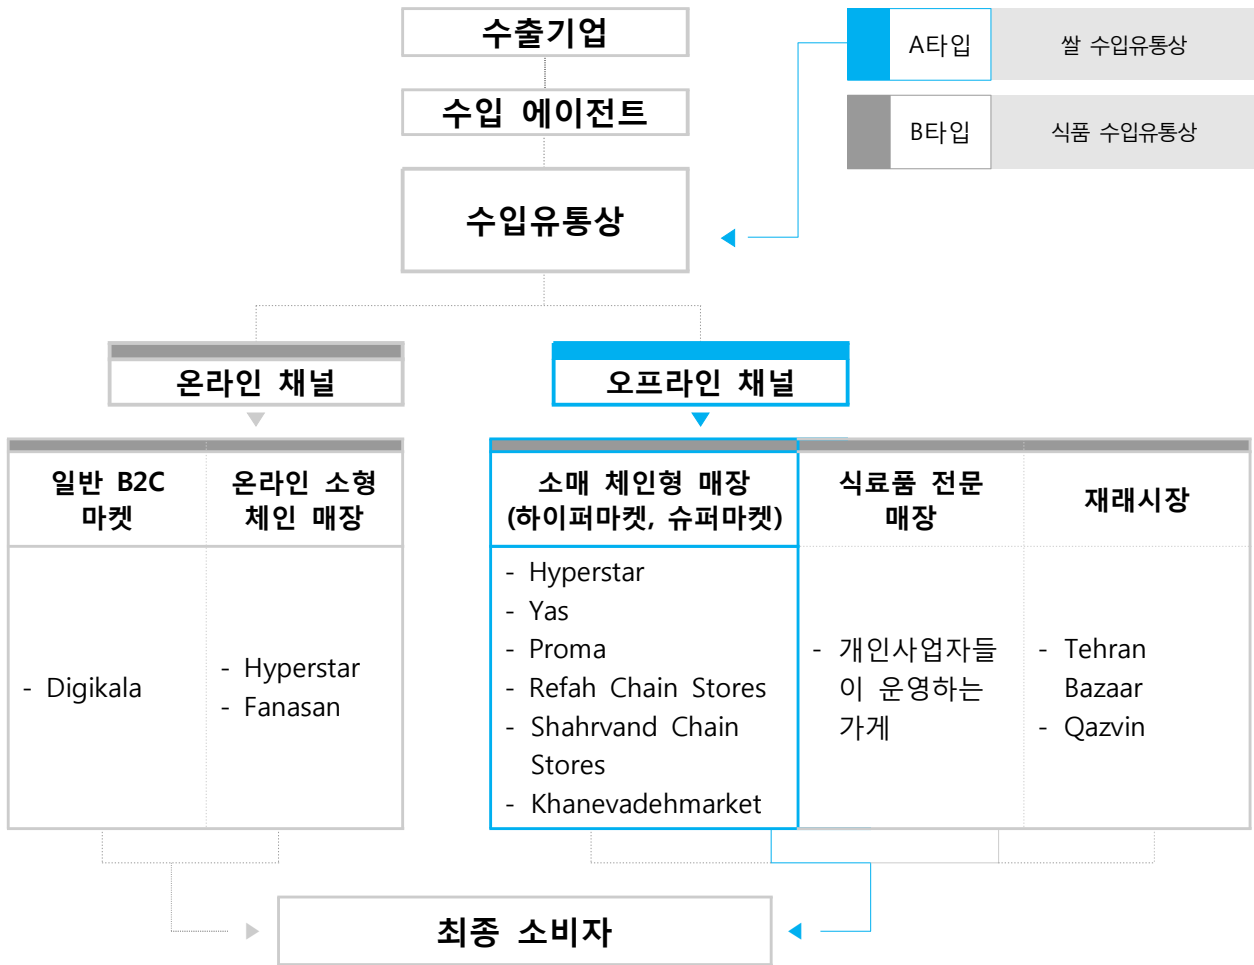 수출기업
A타입
쌀 수입유통상
수입 에이전트
B타입
식품 수입유통상
수입유통상
온라인 채널
오프라인 채널
일반 B2C
마켓
온라인 소형
체인 매장
소매 체인형 매장
(하이퍼마켓, 슈퍼마켓)
식료품 전문
매장
재래시장
- Digikala
- Hyperstar
- Fanasan
- Hyperstar
- Yas
- Proma
- Refah Chain Stores
- Shahrvand Chain
Stores
- Khanevadehmarket
- 개인사업자들
이 운영하는
가게
- Tehran
Bazaar
- Qazvin
최종 소비자